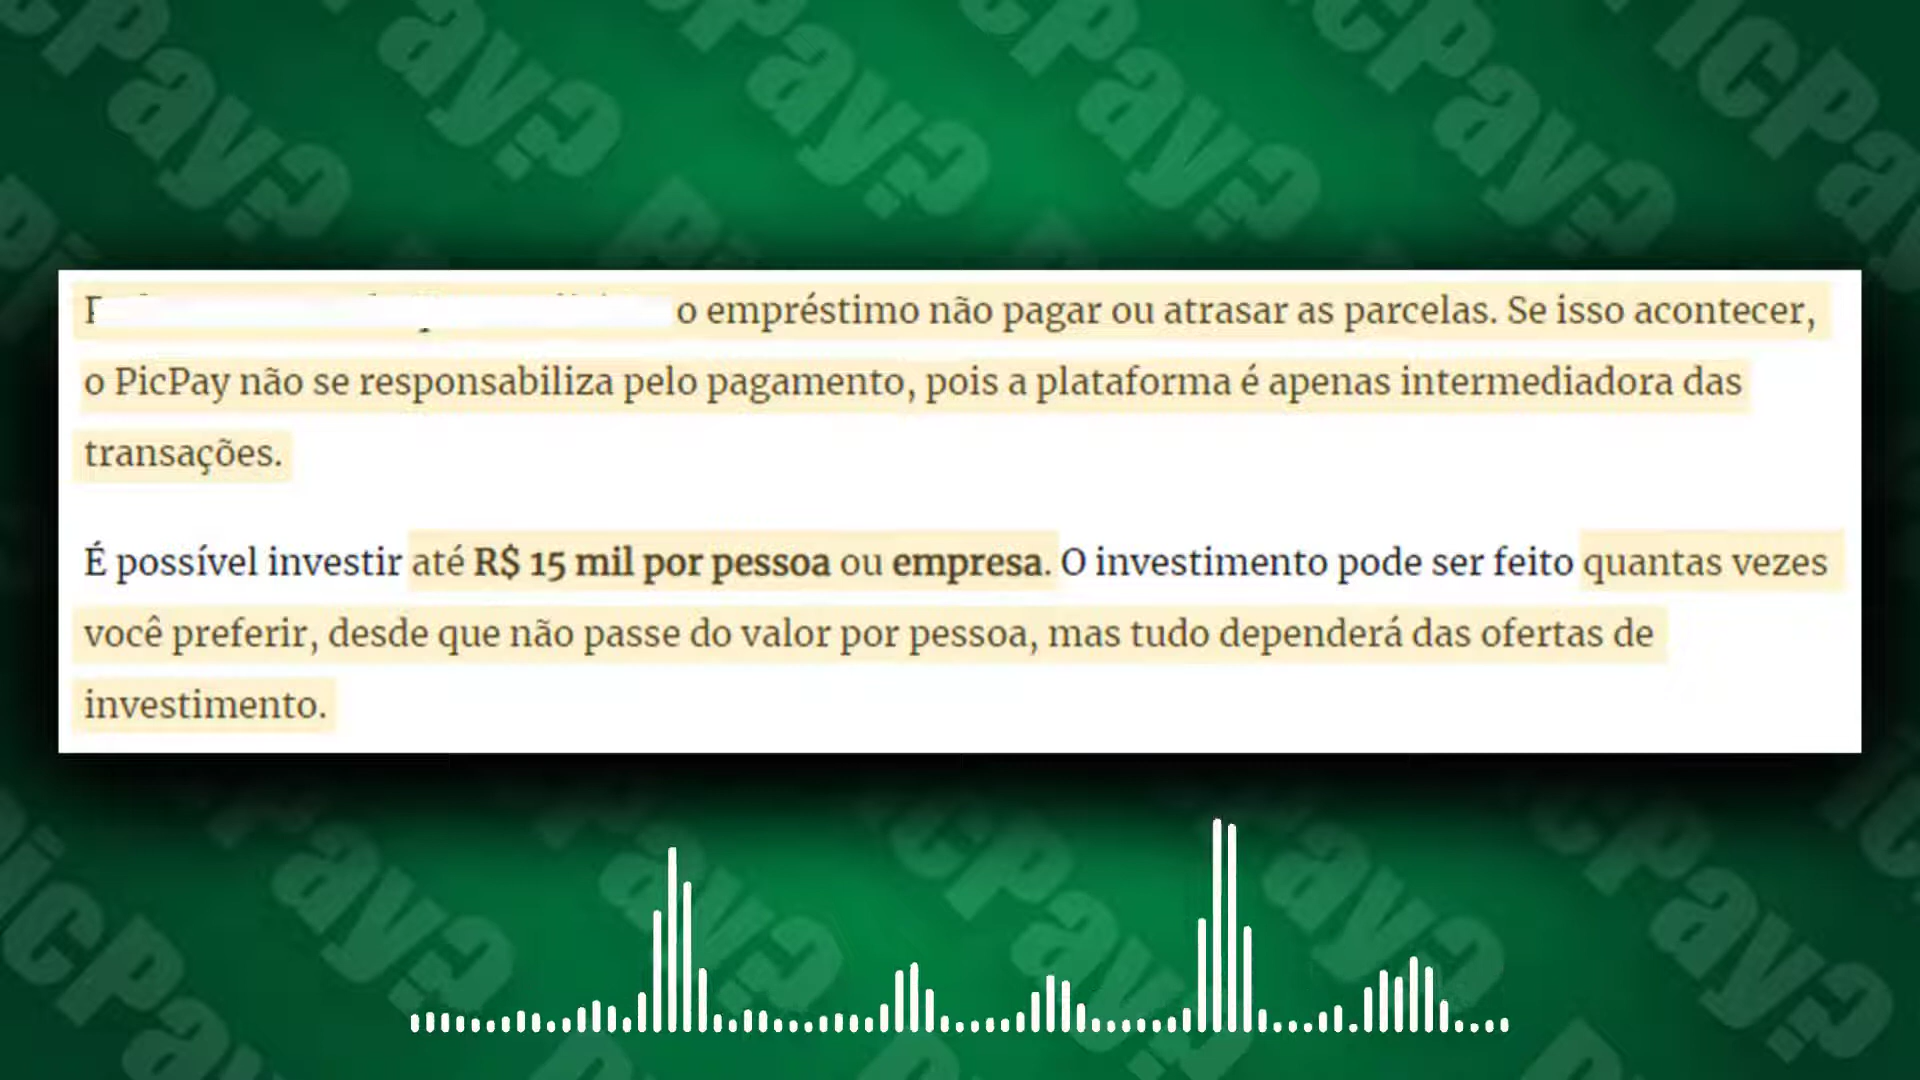 o empréstimo não pagar ou atrasar as parcelas. Se isso acontecer,
o PicPay não se responsabiliza pelo pagamento, pois a plataforma é apenas intermediadora das
transações.
É possível investir até R$ 15 mil por pessoa ou empresa. O investimento pode ser feito quantas vezes
você preferir, desde que não passe do valor por pessoa, mas tudo dependerá das ofertas de
investimento.